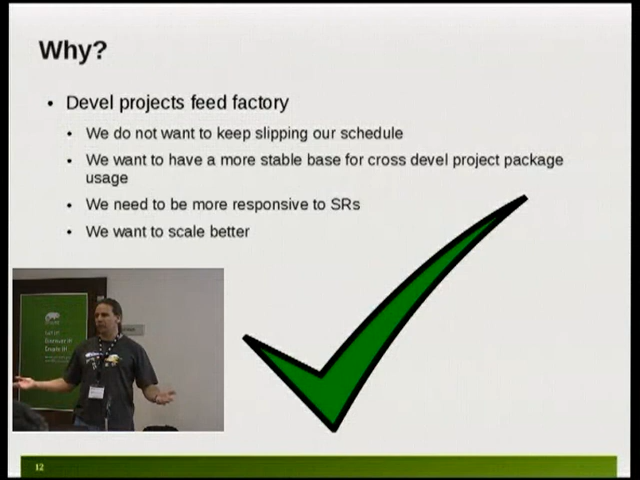 Why?
• Devel projects feed factory
• We do not want to keep slipping our schedule
• We want to have a more stable base for cross devel project package
usage
• We need to be more responsive to SRs
• We want to scale better
12